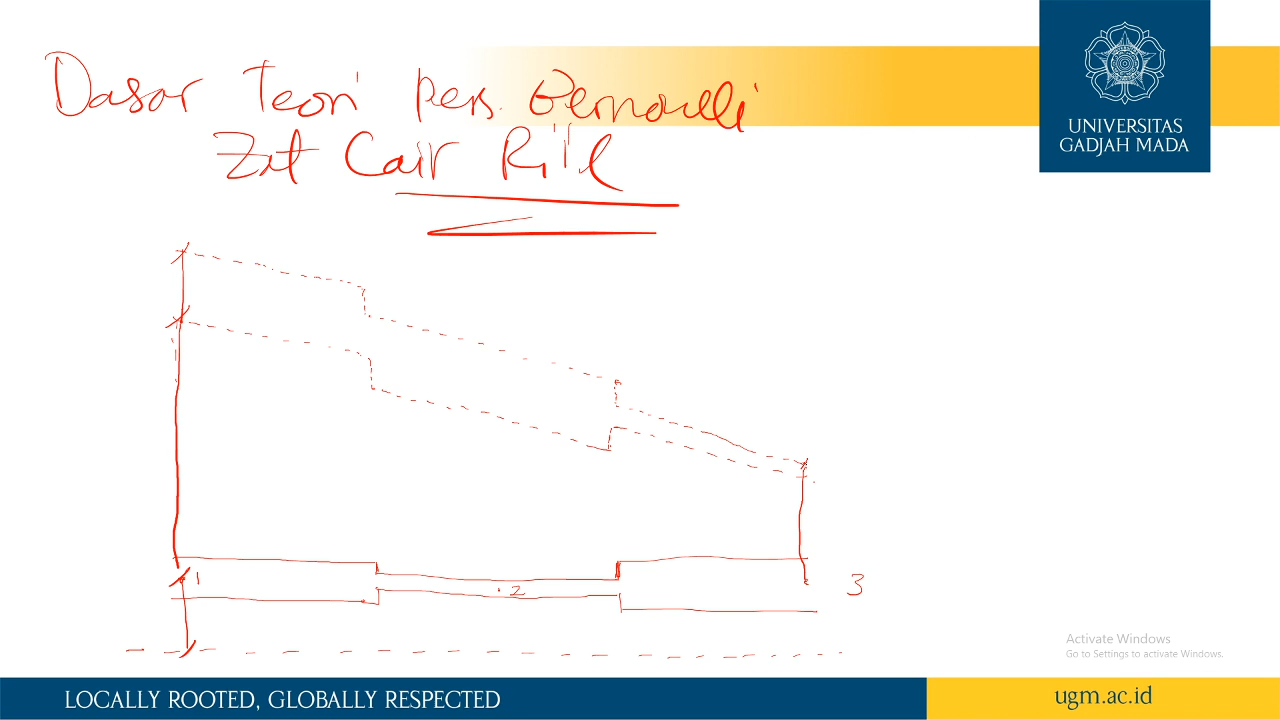 Dasar Teori Pers. Bernoulli
Zat Cair Riil
UNIVERSITAS
GADJAH MADA
1
2
3
Activate Windows
Go to Settings to activate Windows.
LOCALLY ROOTED, GLOBALLY RESPECTED
ugm.ac.id